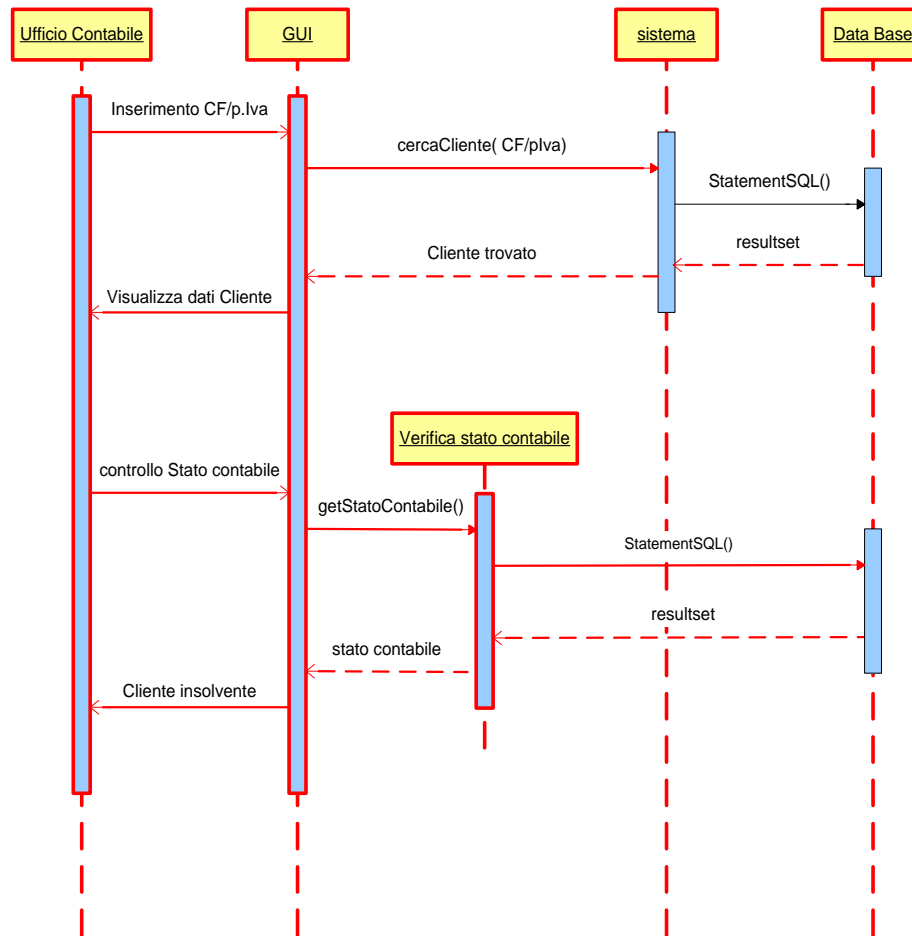 Ufficio Contabile
GUI
sistema
Data Base
Inserimento CF/p.Iva
cercaCliente( CF/pIva)
StatementSQL()
resultset
Cliente trovato
Visualizza dati Cliente
Verifica stato contabile
controllo Stato contabile
getStatoContabile()
StatementSQL()
resultset
stato contabile
Cliente insolvente